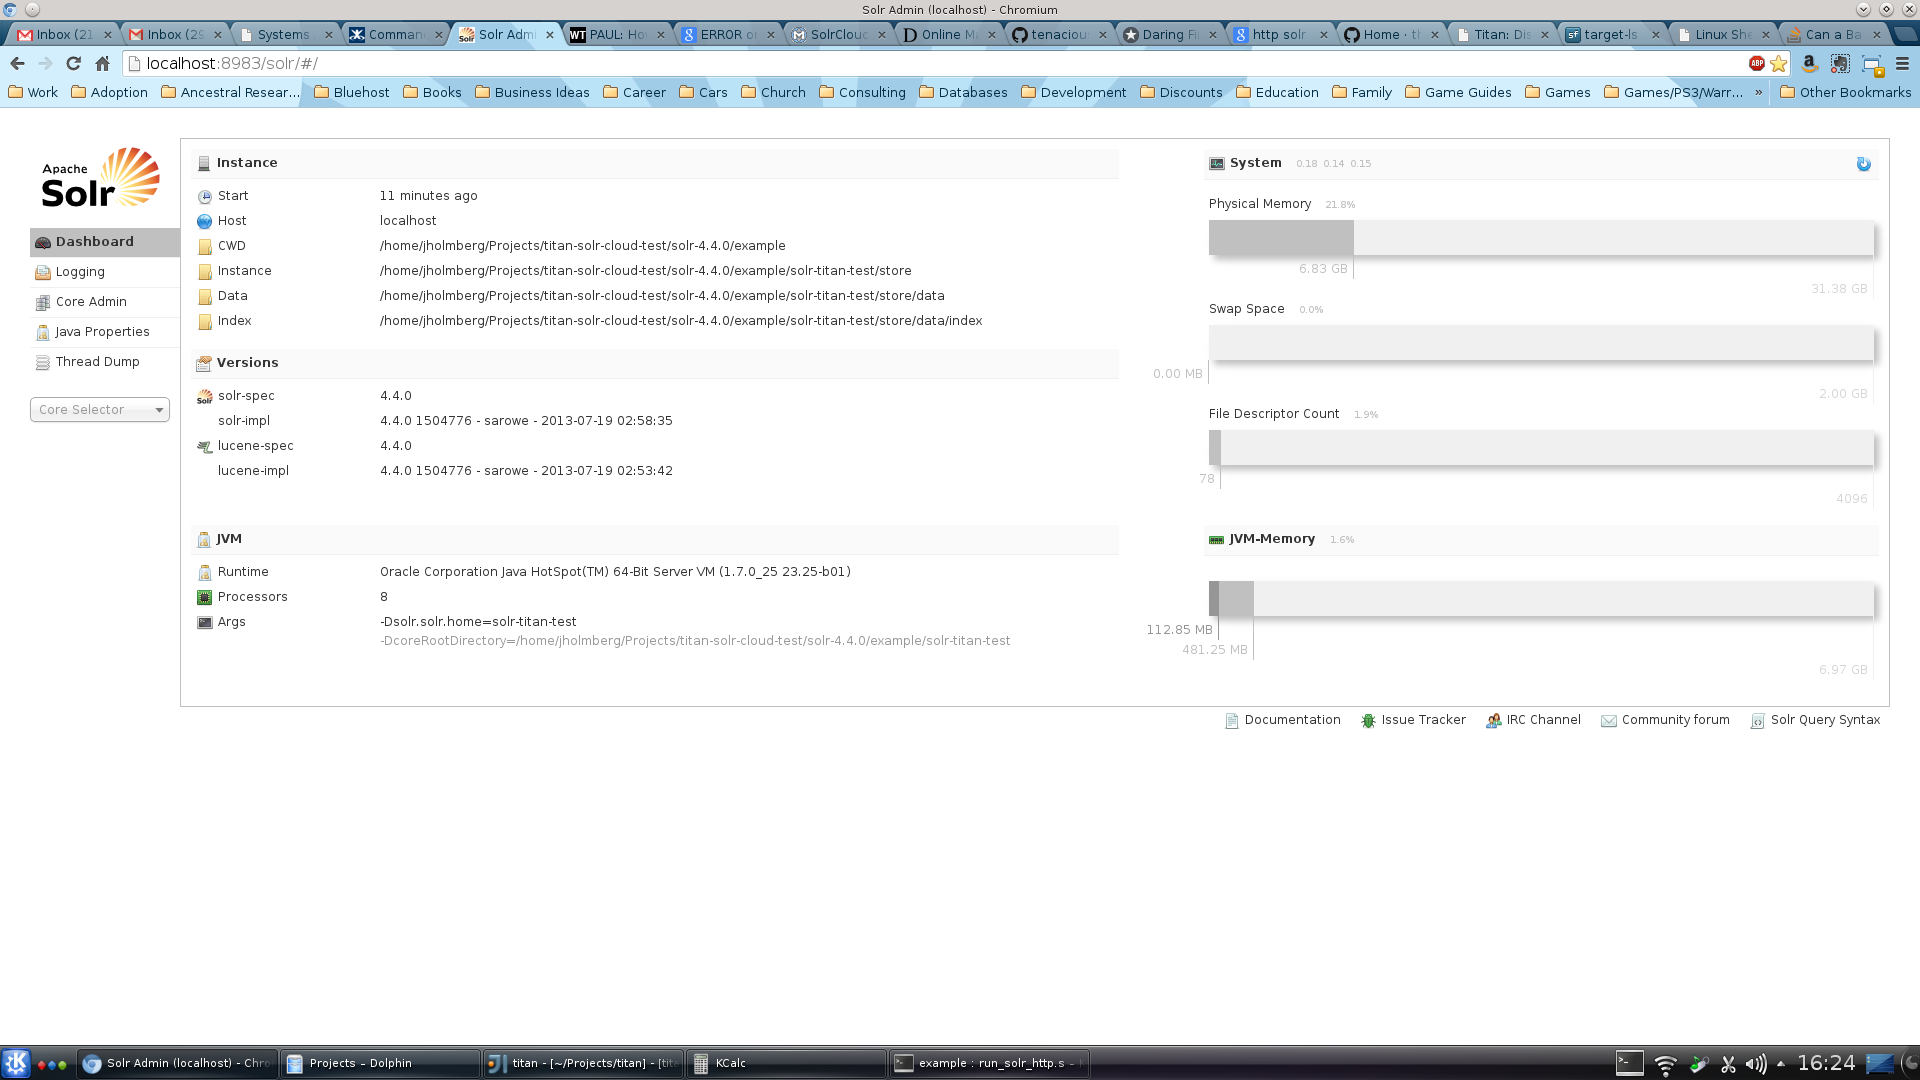 Solr Admin (localhost) - Chromium
Inbox (21
Inbox (29
Systems
Comman
Solr Adm
PAUL: Ho
ERROR o
SolrClou
Online M
tenaciou
Daring Fi
http solr
Home · t
Titan: Di
target-ls
Linux She
Can a Ba
localhost:8983/solr/#/
ABP
Work
Adoption
Ancestral Resear...
Bluehost
Books
Business Ideas
Career
Cars
Church
Consulting
Databases
Development
Discounts
Education
Family
Game Guides
Games
Games/PS3/Warr...
»
Other Bookmarks
Apache
Solr
Dashboard
Logging
Core Admin
Java Properties
Thread Dump
Core Selector
Instance
Start 11 minutes ago
Host localhost
CWD /home/jholmberg/Projects/titan-solr-cloud-test/solr-4.4.0/example
Instance /home/jholmberg/Projects/titan-solr-cloud-test/solr-4.4.0/example/solr-titan-test/store
Data /home/jholmberg/Projects/titan-solr-cloud-test/solr-4.4.0/example/solr-titan-test/store/data
Index /home/jholmberg/Projects/titan-solr-cloud-test/solr-4.4.0/example/solr-titan-test/store/data/index
Versions
solr-spec 4.4.0
solr-impl 4.4.0 1504776 - sarowe - 2013-07-19 02:58:35
lucene-spec 4.4.0
lucene-impl 4.4.0 1504776 - sarowe - 2013-07-19 02:53:42
JVM
Runtime Oracle Corporation Java HotSpot(TM) 64-Bit Server VM (1.7.0_25 23.25-b01)
Processors 8
Args -Dsolr.solr.home=solr-titan-test
-DcoreRootDirectory=/home/jholmberg/Projects/titan-solr-cloud-test/solr-4.4.0/example/solr-titan-test
System 0.18 0.14 0.15
Physical Memory 21.8%
6.83 GB
31.38 GB
Swap Space 0.0%
0.00 MB
2.00 GB
File Descriptor Count 1.9%
78
4096
JVM-Memory 1.6%
112.85 MB
481.25 MB
6.97 GB
Documentation
Issue Tracker
IRC Channel
Community forum
Solr Query Syntax
Solr Admin (localhost) - Chro
Projects – Dolphin
titan - [~/Projects/titan] - [tita
KCalc
example : run_solr_http.s –
16:24